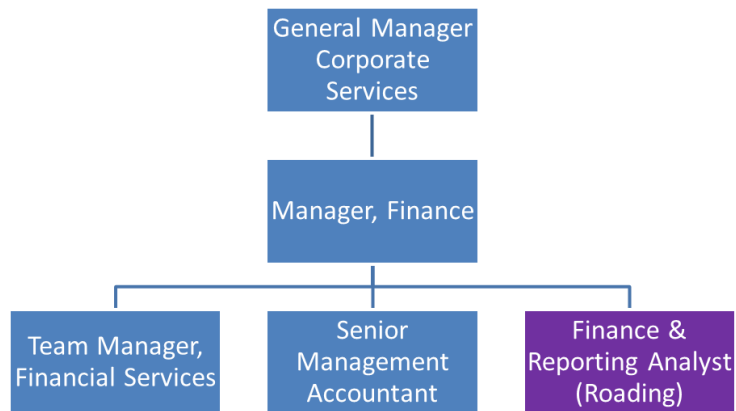 General Manager
Corporate
Services
Manager, Finance
Team Manager,
Financial Services
Senior
Management
Accountant
Finance &
Reporting Analyst
(Roading)